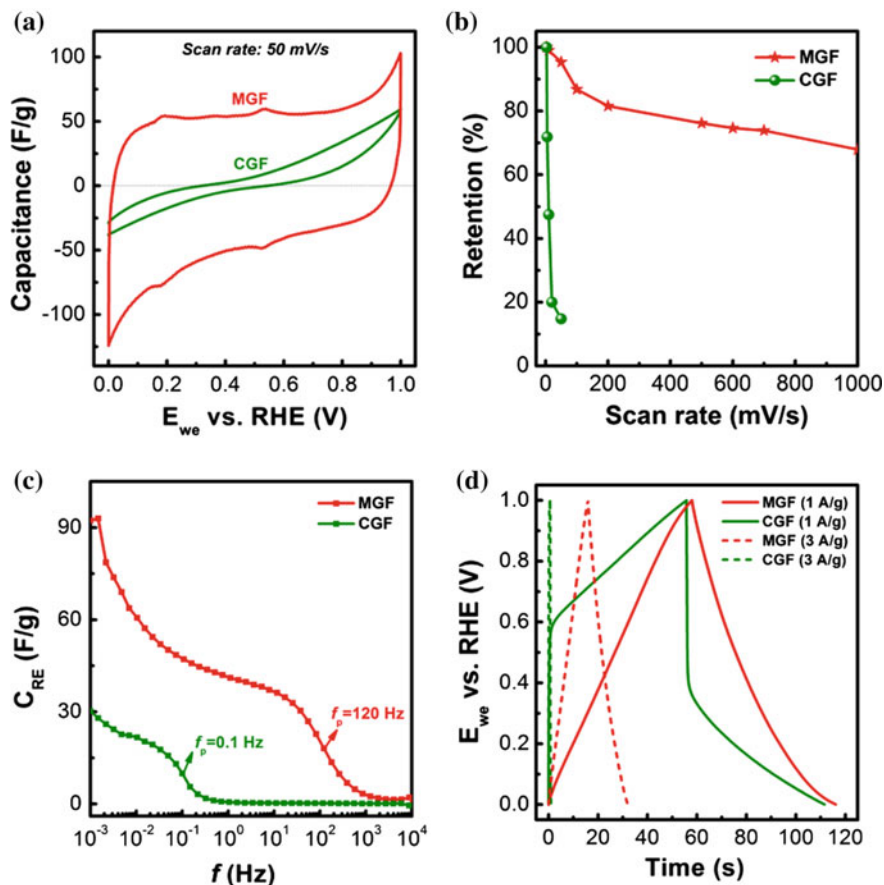 (a)
Scan rate: 50 mV/s
MGF
CGF
100
50
0
-50
-100
Capacitance (F/g)
0.0 0.2 0.4 0.6 0.8 1.0
E_we vs. RHE (V)
(b)
MGF
CGF
100
80
60
40
20
0
Retention (%)
0 200 400 600 800 1000
Scan rate (mV/s)
(c)
MGF
CGF
90
60
30
0
C_RE (F/g)
f_p=0.1 Hz
f_p=120 Hz
10^-3 10^-2 10^-1 10^0 10^1 10^2 10^3 10^4
f (Hz)
(d)
MGF (1 A/g)
CGF (1 A/g)
MGF (3 A/g)
CGF (3 A/g)
1.0
0.8
0.6
0.4
0.2
0.0
E_we vs. RHE (V)
0 20 40 60 80 100 120
Time (s)